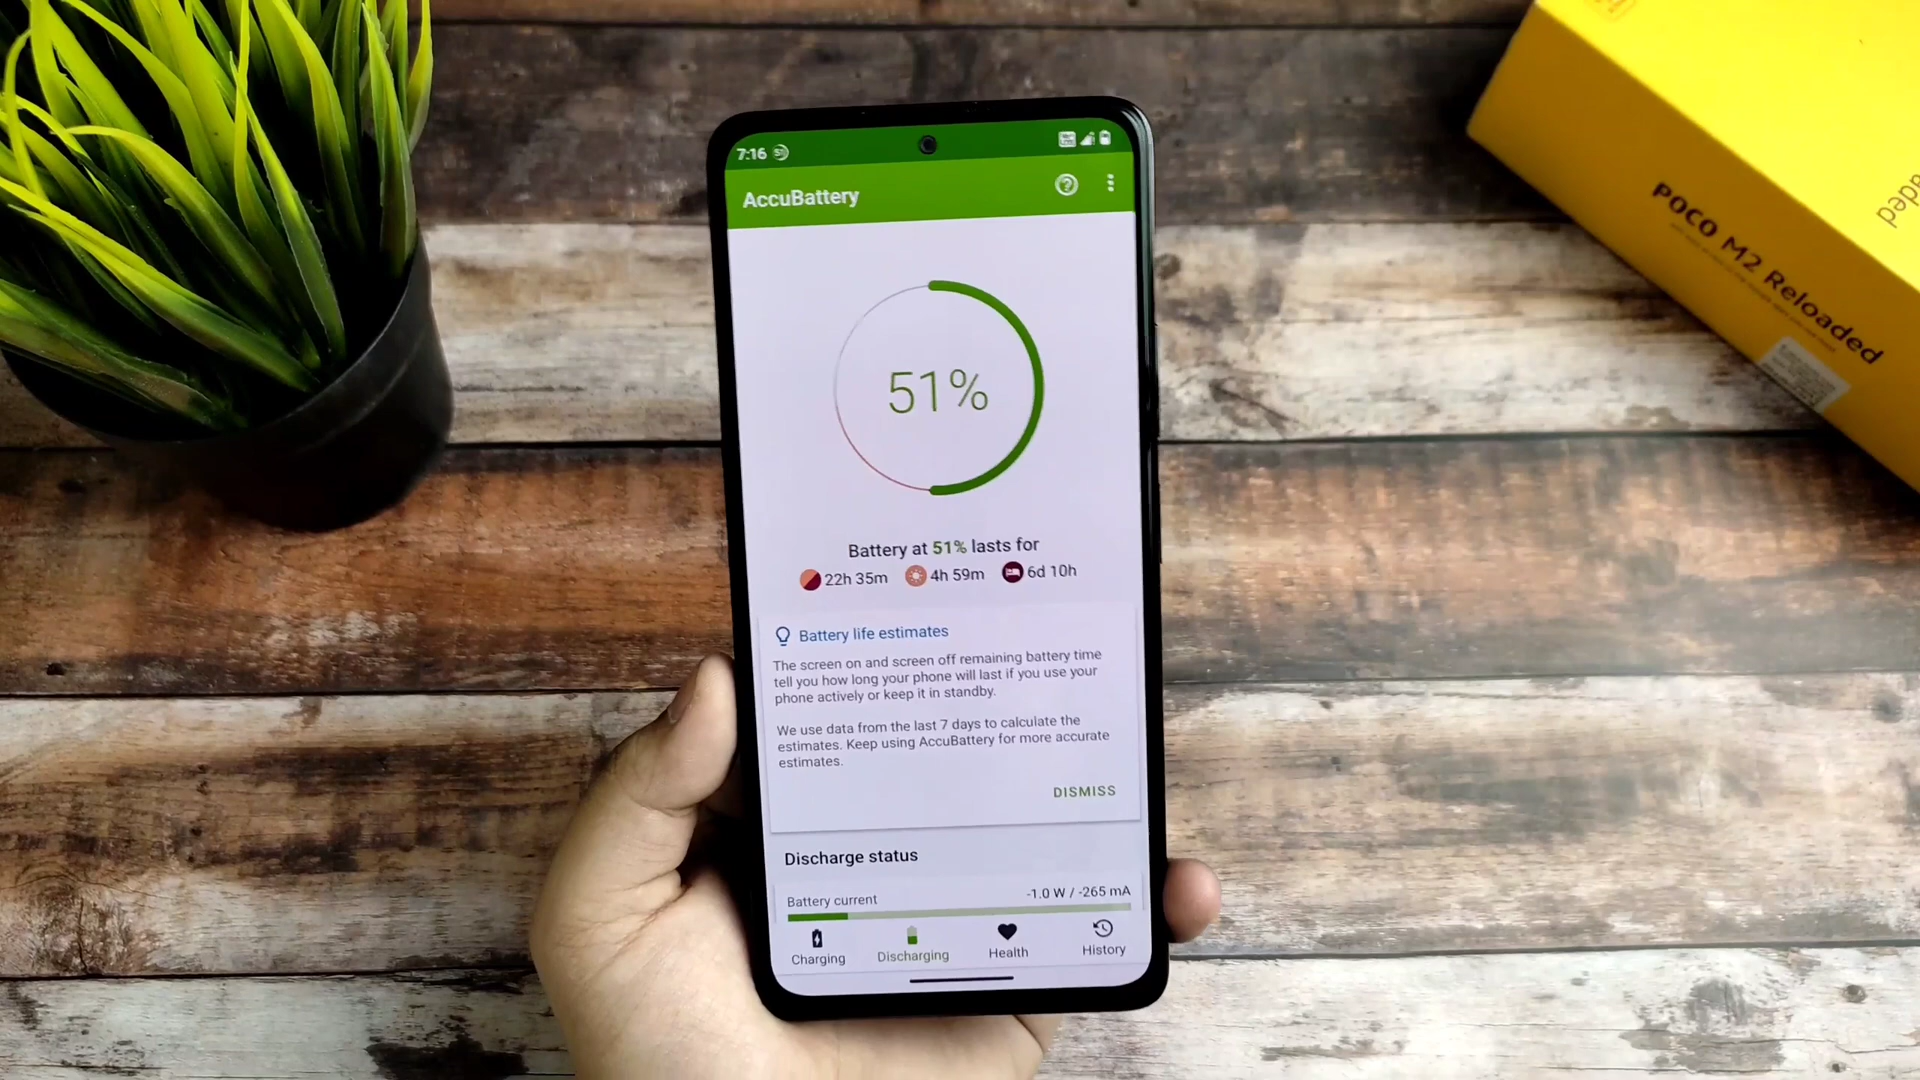 7:16
AccuBattery
51%
Battery at 51% lasts for
22h 35m 4h 59m 6d 10h
Battery life estimates
The screen on and screen off remaining battery time
tell you how long your phone will last if you use your
phone actively or keep it in standby.
We use data from the last 7 days to calculate the
estimates. Keep using AccuBattery for more accurate
estimates.
DISMISS
Discharge status
Battery current -1.0 W / -265 mA
Charging Discharging Health History
POCO M2 Reloaded